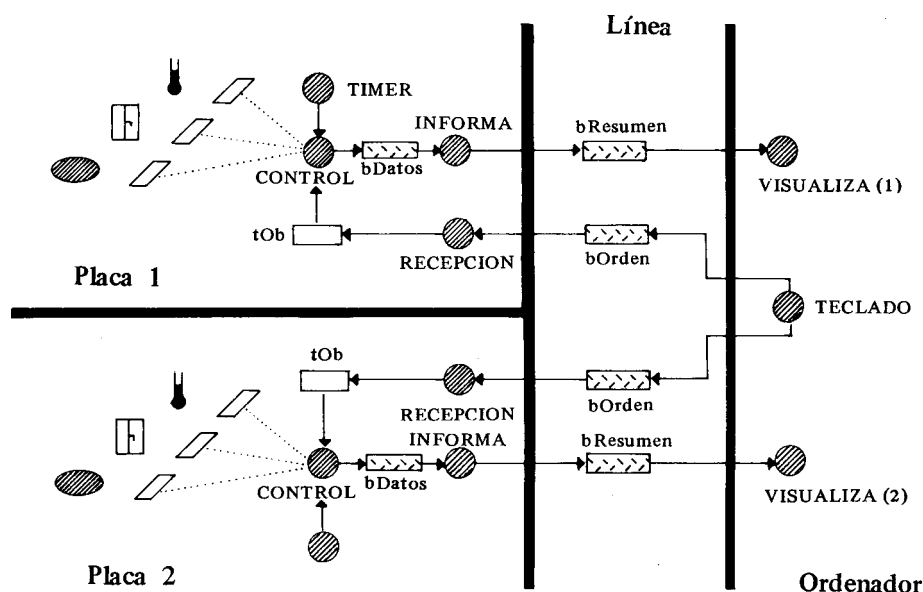 Línea
TIMER
INFORMA
bResumen
CONTROL
bDatos
VISUALIZA (1)
tOb
RECEPCION
bOrden
Placa 1
TECLADO
tOb
RECEPCION
bOrden
INFORMA
bResumen
CONTROL
bDatos
VISUALIZA (2)
Placa 2
Ordenador